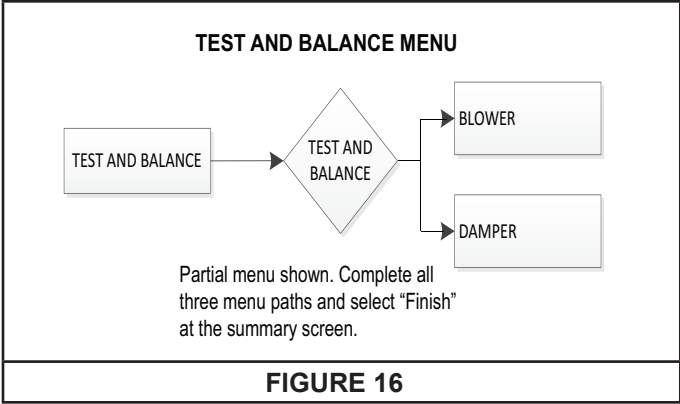 TEST AND BALANCE MENU
TEST AND BALANCE
TEST AND
BALANCE
BLOWER
DAMPER
Partial menu shown. Complete all
three menu paths and select “Finish”
at the summary screen.
FIGURE 16